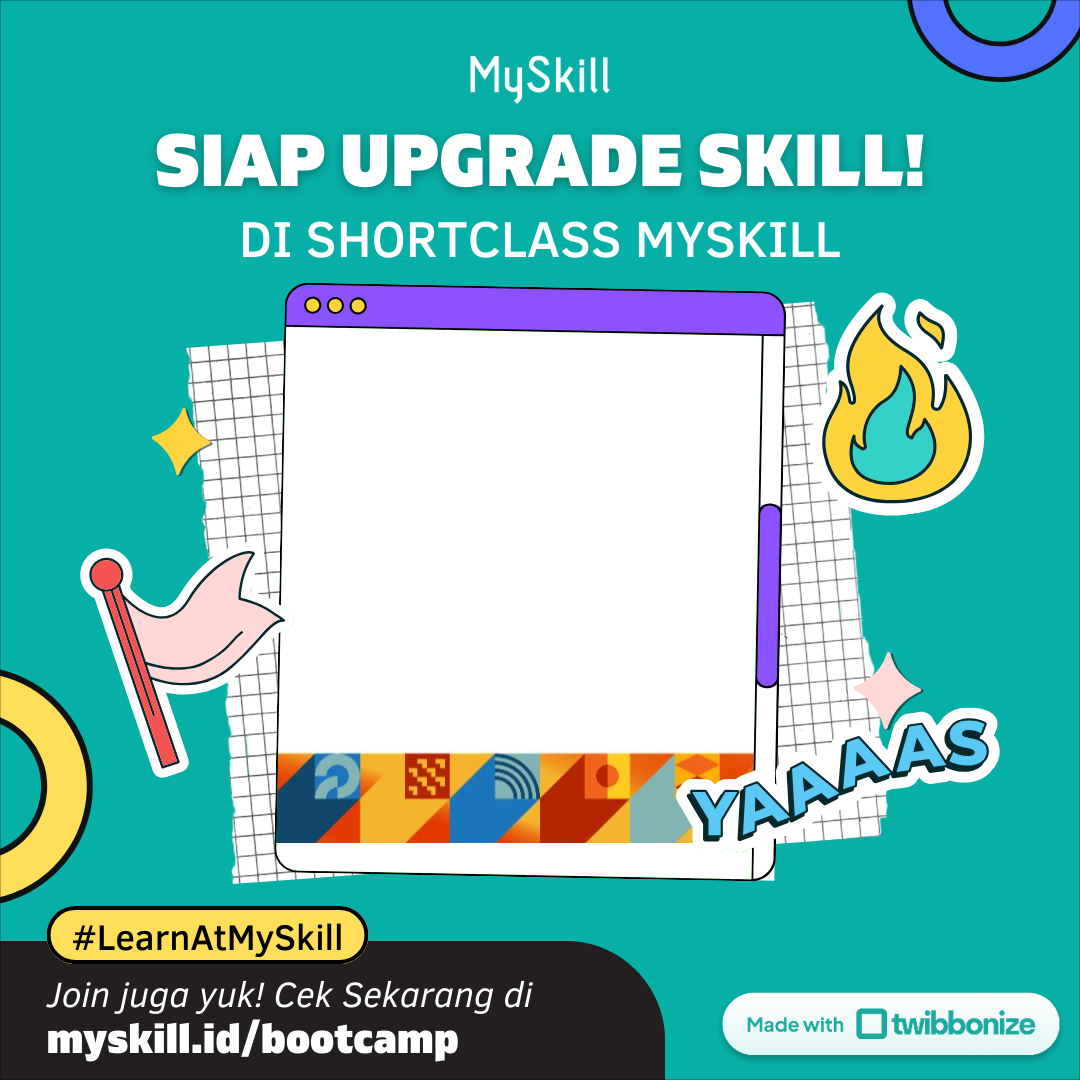 MySkill
SIAP UPGRADE SKILL!
DI SHORTCLASS MYSKILL
YAAAAS
#LearnAtMySkill
Join juga yuk! Cek Sekarang di
myskill.id/bootcamp
Made with twibbonize